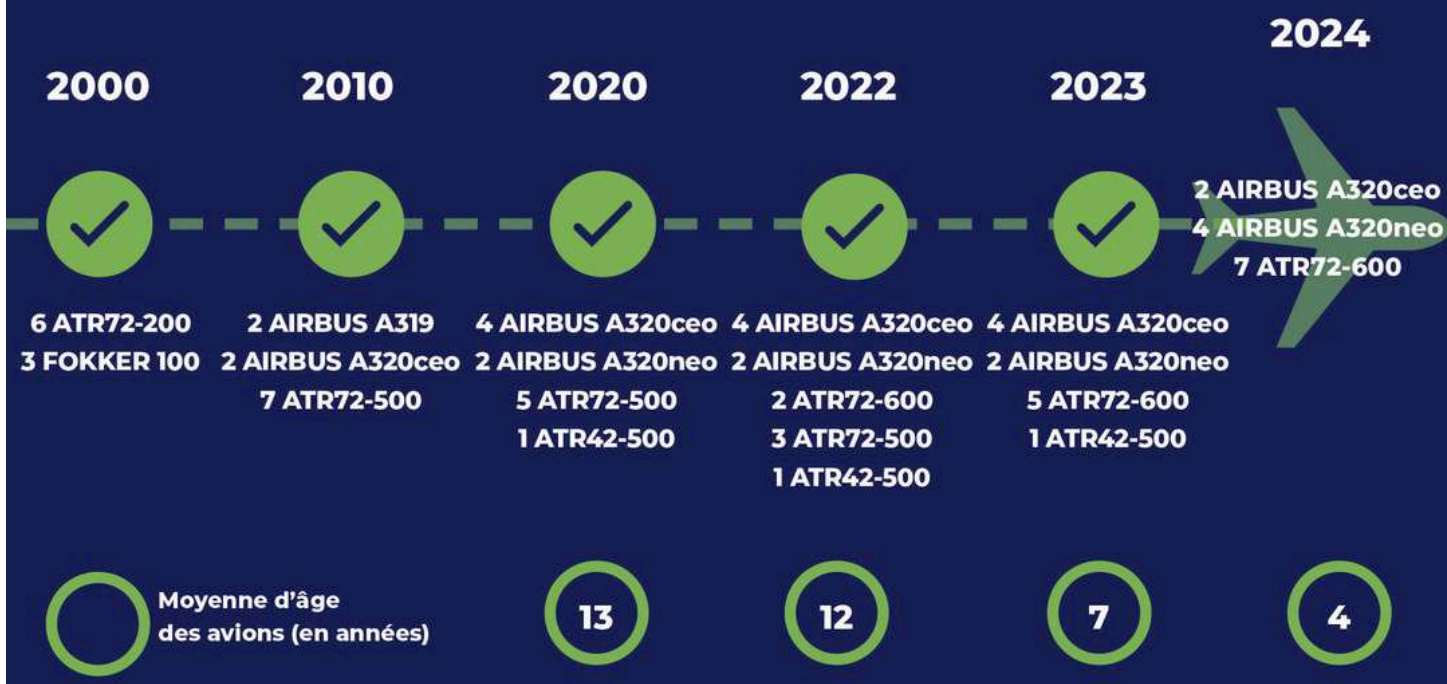 2000
6 ATR72-200
3 FOKKER 100
2010
2 AIRBUS A319
2 AIRBUS A320ceo
7 ATR72-500
2020
4 AIRBUS A320ceo
2 AIRBUS A320neo
5 ATR72-500
1 ATR42-500
2022
4 AIRBUS A320ceo
2 AIRBUS A320neo
2 ATR72-600
3 ATR72-500
1 ATR42-500
2023
4 AIRBUS A320ceo
2 AIRBUS A320neo
5 ATR72-600
1 ATR42-500
2024
2 AIRBUS A320ceo
4 AIRBUS A320neo
7 ATR72-600
Moyenne d'âge
des avions (en années)
13
12
7
4